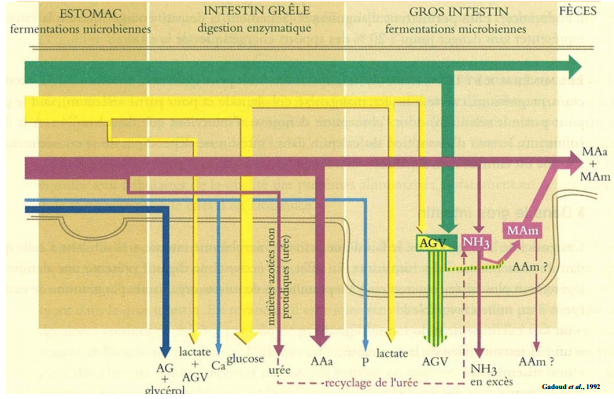 ESTOMAC
fermentations microbiennes
INTESTIN GRÊLE
digestion enzymatique
GROS INTESTIN
fermentations microbiennes
FÈCES
MAa
+
MAm
AGV
NH3
MAm
AAm ?
matières azotées non
protidiques (urée)
AG
+
glycérol
lactate
+
AGV
Ca
glucose
urée
AAa
P
lactate
AGV
NH3
en excès
AAm ?
recyclage de l'urée
Gadoud et al., 1992